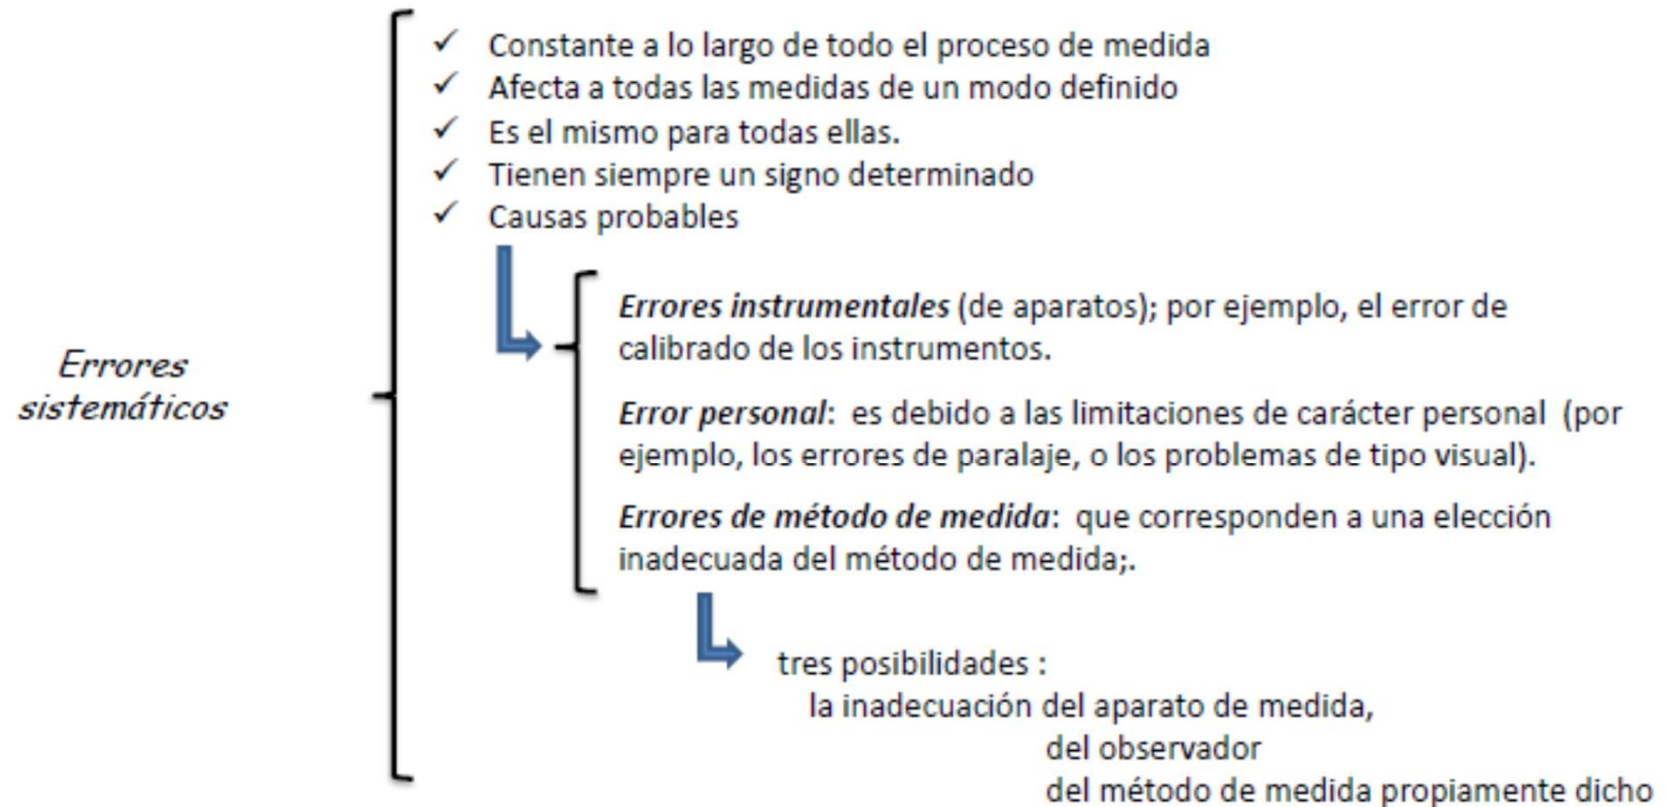 ✓ Constante a lo largo de todo el proceso de medida
✓ Afecta a todas las medidas de un modo definido
✓ Es el mismo para todas ellas.
✓ Tienen siempre un signo determinado
✓ Causas probables
Errores
sistemáticos
Errores instrumentales (de aparatos); por ejemplo, el error de
calibrado de los instrumentos.
Error personal: es debido a las limitaciones de carácter personal (por
ejemplo, los errores de paralaje, o los problemas de tipo visual).
Errores de método de medida: que corresponden a una elección
inadecuada del método de medida;.
tres posibilidades :
la inadecuación del aparato de medida,
del observador
del método de medida propiamente dicho